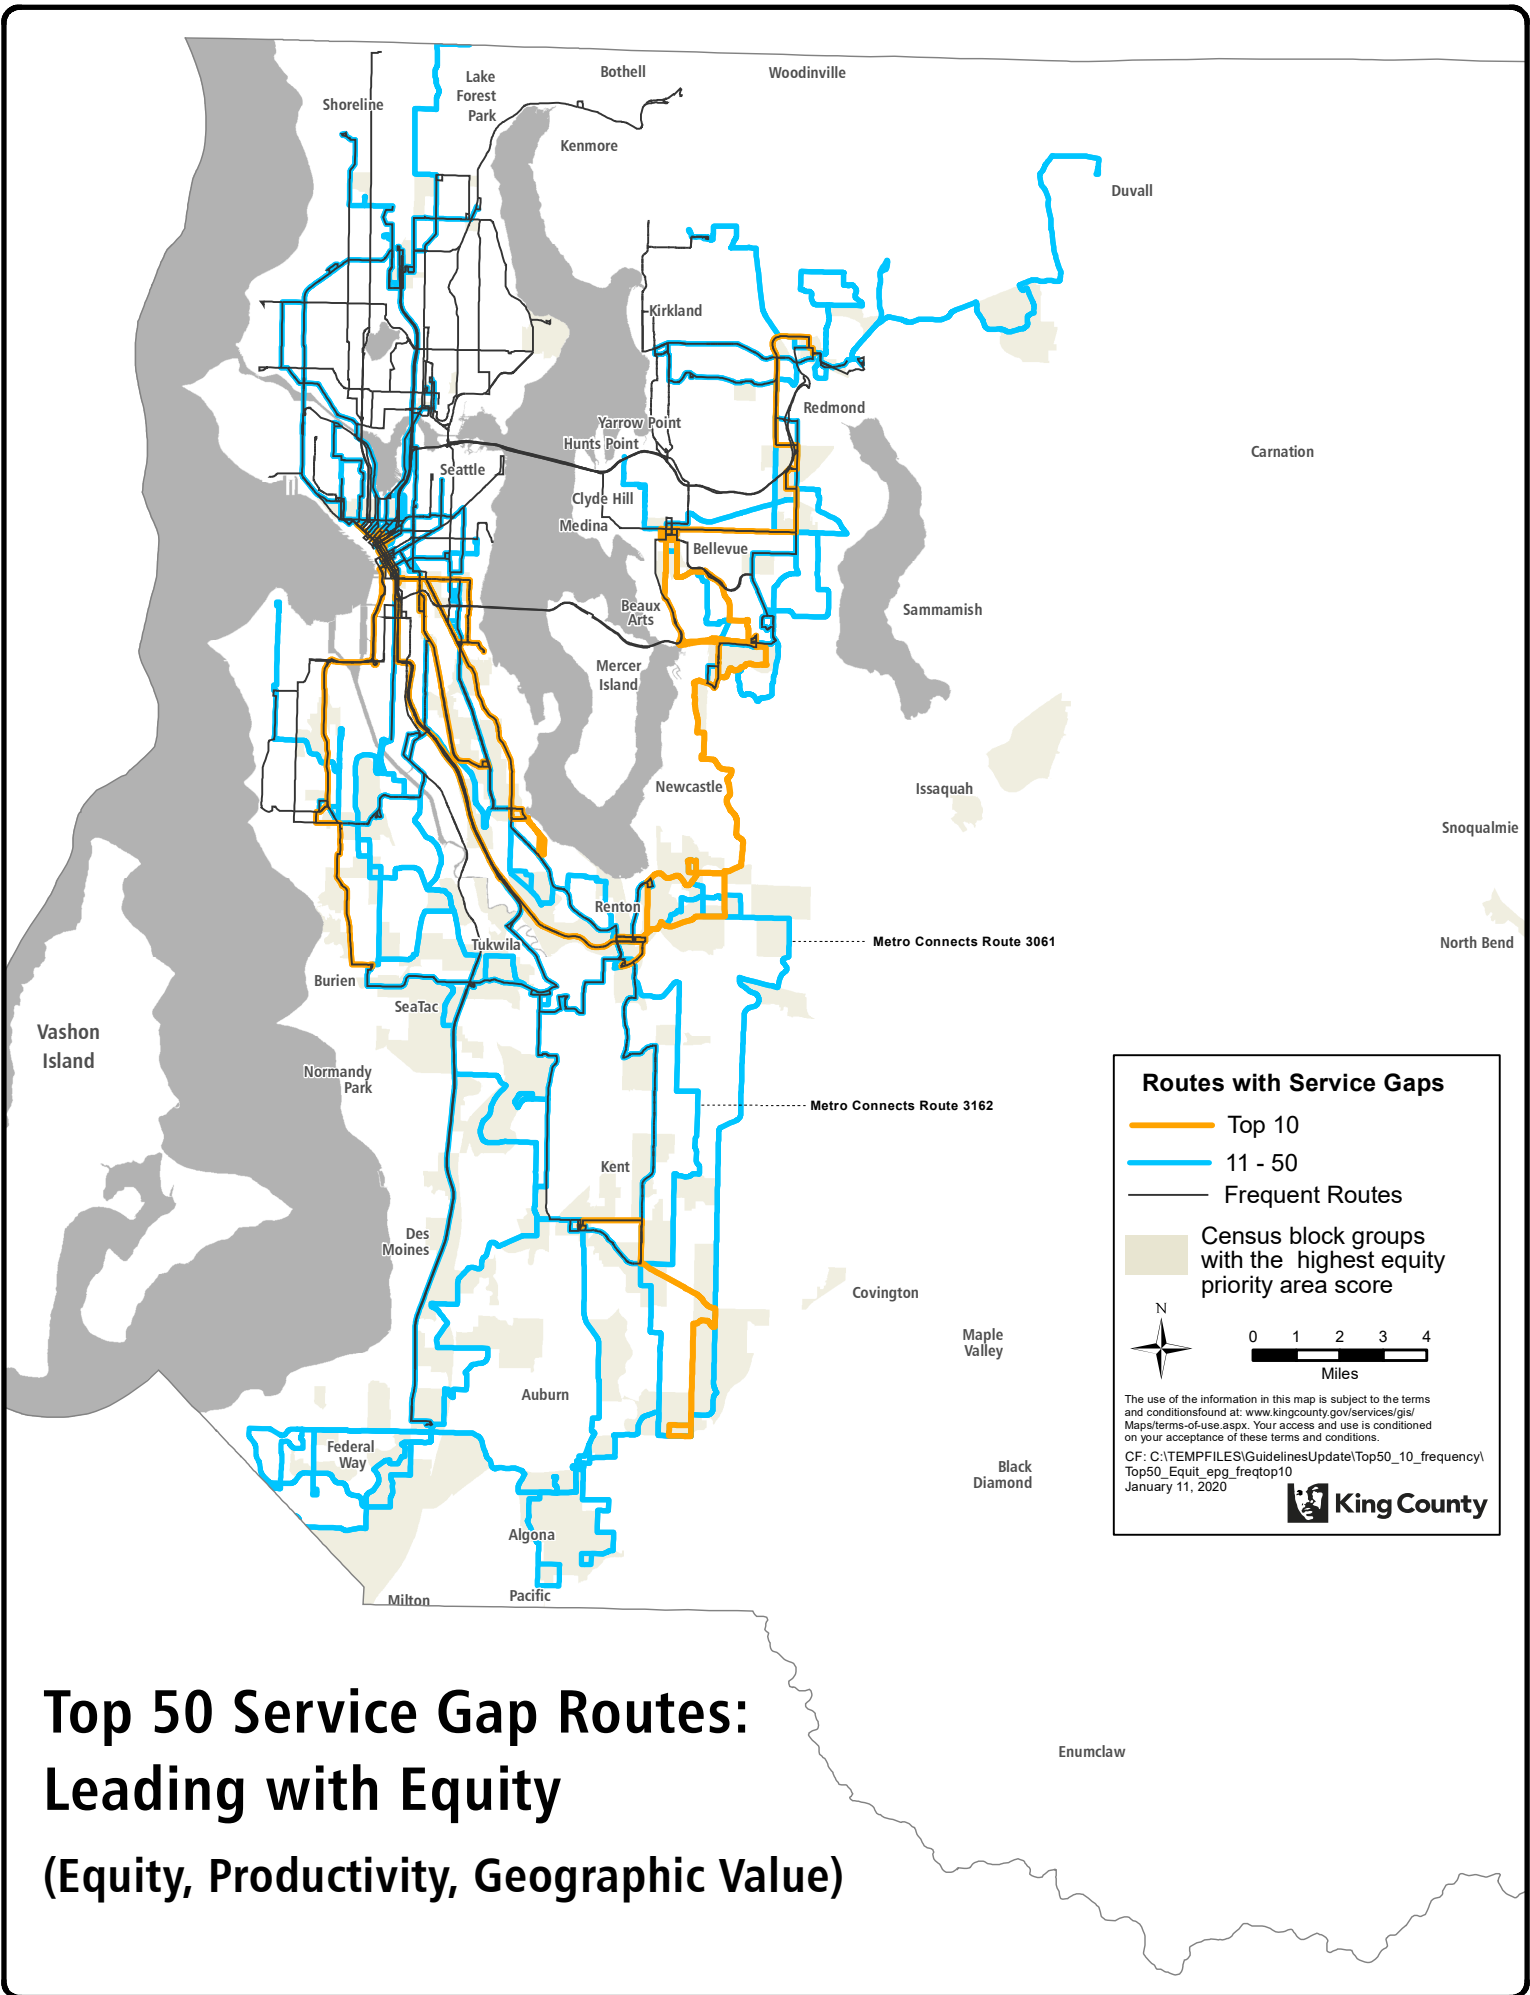 Bothell
Woodinville
Lake
Forest
Park
Shoreline
Kenmore
Duvall
Kirkland
Redmond
Yarrow Point
Hunts Point
Carnation
Seattle
Clyde Hill
Medina
Bellevue
Beaux
Arts
Sammamish
Mercer
Island
Newcastle
Issaquah
Snoqualmie
Renton
Metro Connects Route 3061
North Bend
Tukwila
Burien
SeaTac
Vashon
Island
Normandy
Park
Metro Connects Route 3162
Kent
Des
Moines
Covington
Maple
Valley
Auburn
Federal
Way
Black
Diamond
Algona
Pacific
Milton
Enumclaw
Routes with Service Gaps
Top 10
11 - 50
Frequent Routes
Census block groups
with the highest equity
priority area score
N
0 1 2 3 4
Miles
The use of the information in this map is subject to the terms
and conditionsfound at: www.kingcounty.gov/services/gis/
Maps/terms-of-use.aspx. Your access and use is conditioned
on your acceptance of these terms and conditions.
CF: C:\TEMPFILES\GuidelinesUpdate\Top50_10_frequency\
Top50_Equit_epg_freqtop10
January 11, 2020
King County
Top 50 Service Gap Routes:
Leading with Equity
(Equity, Productivity, Geographic Value)